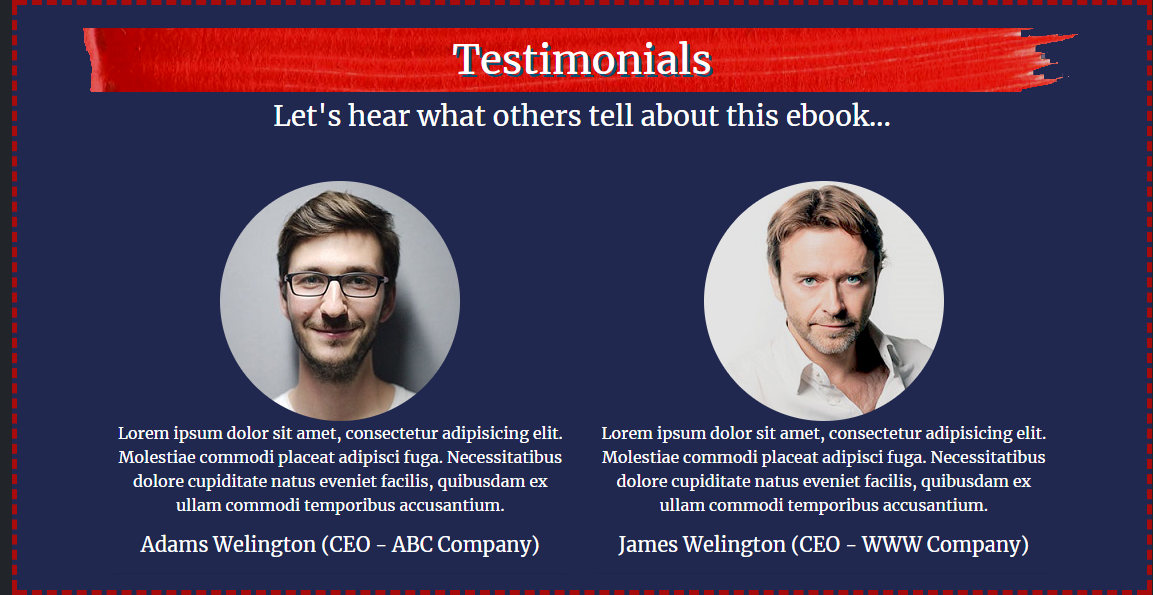 Testimonials
Let's hear what others tell about this ebook...
Lorem ipsum dolor sit amet, consectetur adipisicing elit.
Molestiae commodi placeat adipisci fuga. Necessitatibus
dolore cupiditate natus eveniet facilis, quibusdam ex
ullam commodi temporibus accusantium.
Adams Welington (CEO - ABC Company)
Lorem ipsum dolor sit amet, consectetur adipisicing elit.
Molestiae commodi placeat adipisci fuga. Necessitatibus
dolore cupiditate natus eveniet facilis, quibusdam ex
ullam commodi temporibus accusantium.
James Welington (CEO - WWW Company)